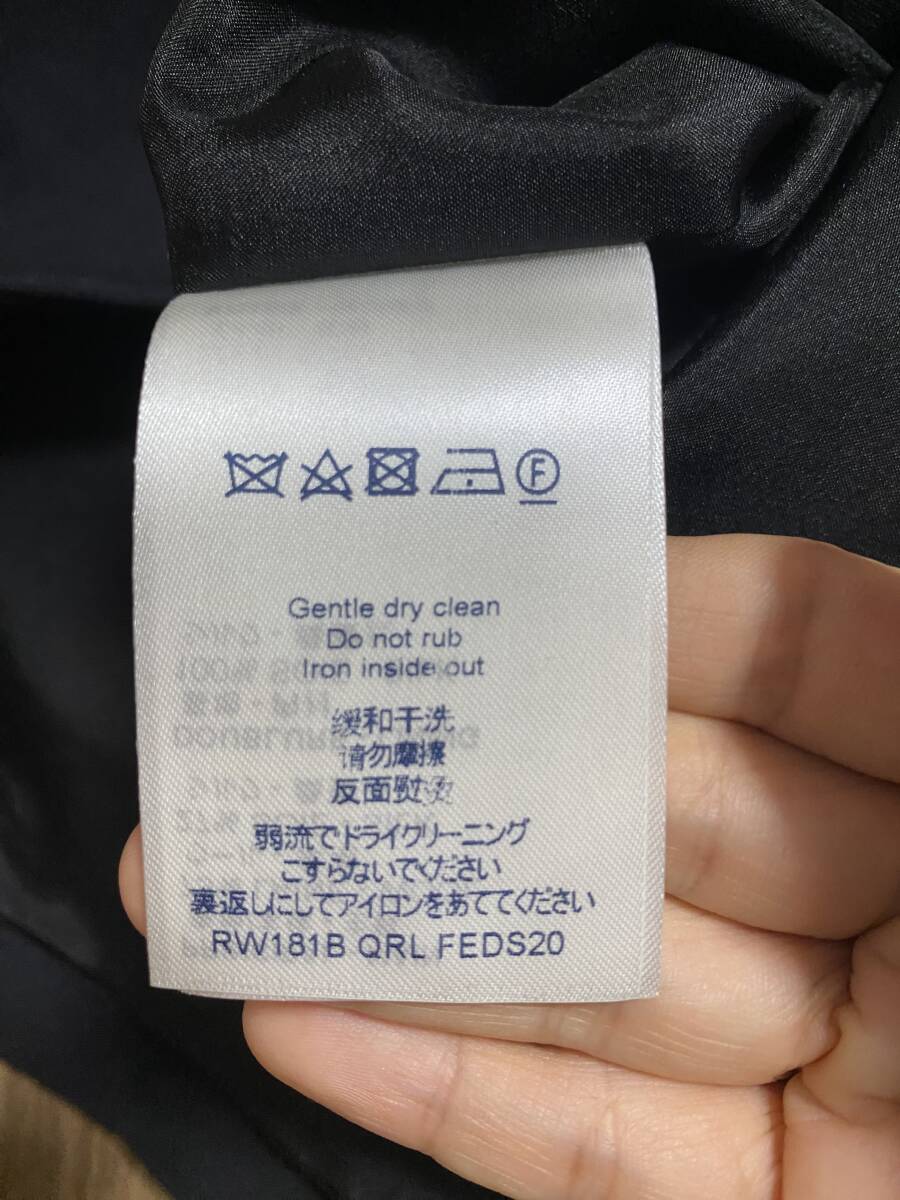 F
Gentle dry clean
Do not rub
Iron inside out
缓和干洗
请勿摩擦
反面熨烫
弱流でドライクリーニング
こすらないでください
裏返しにしてアイロンをあててください
RW181B QRL FEDS20